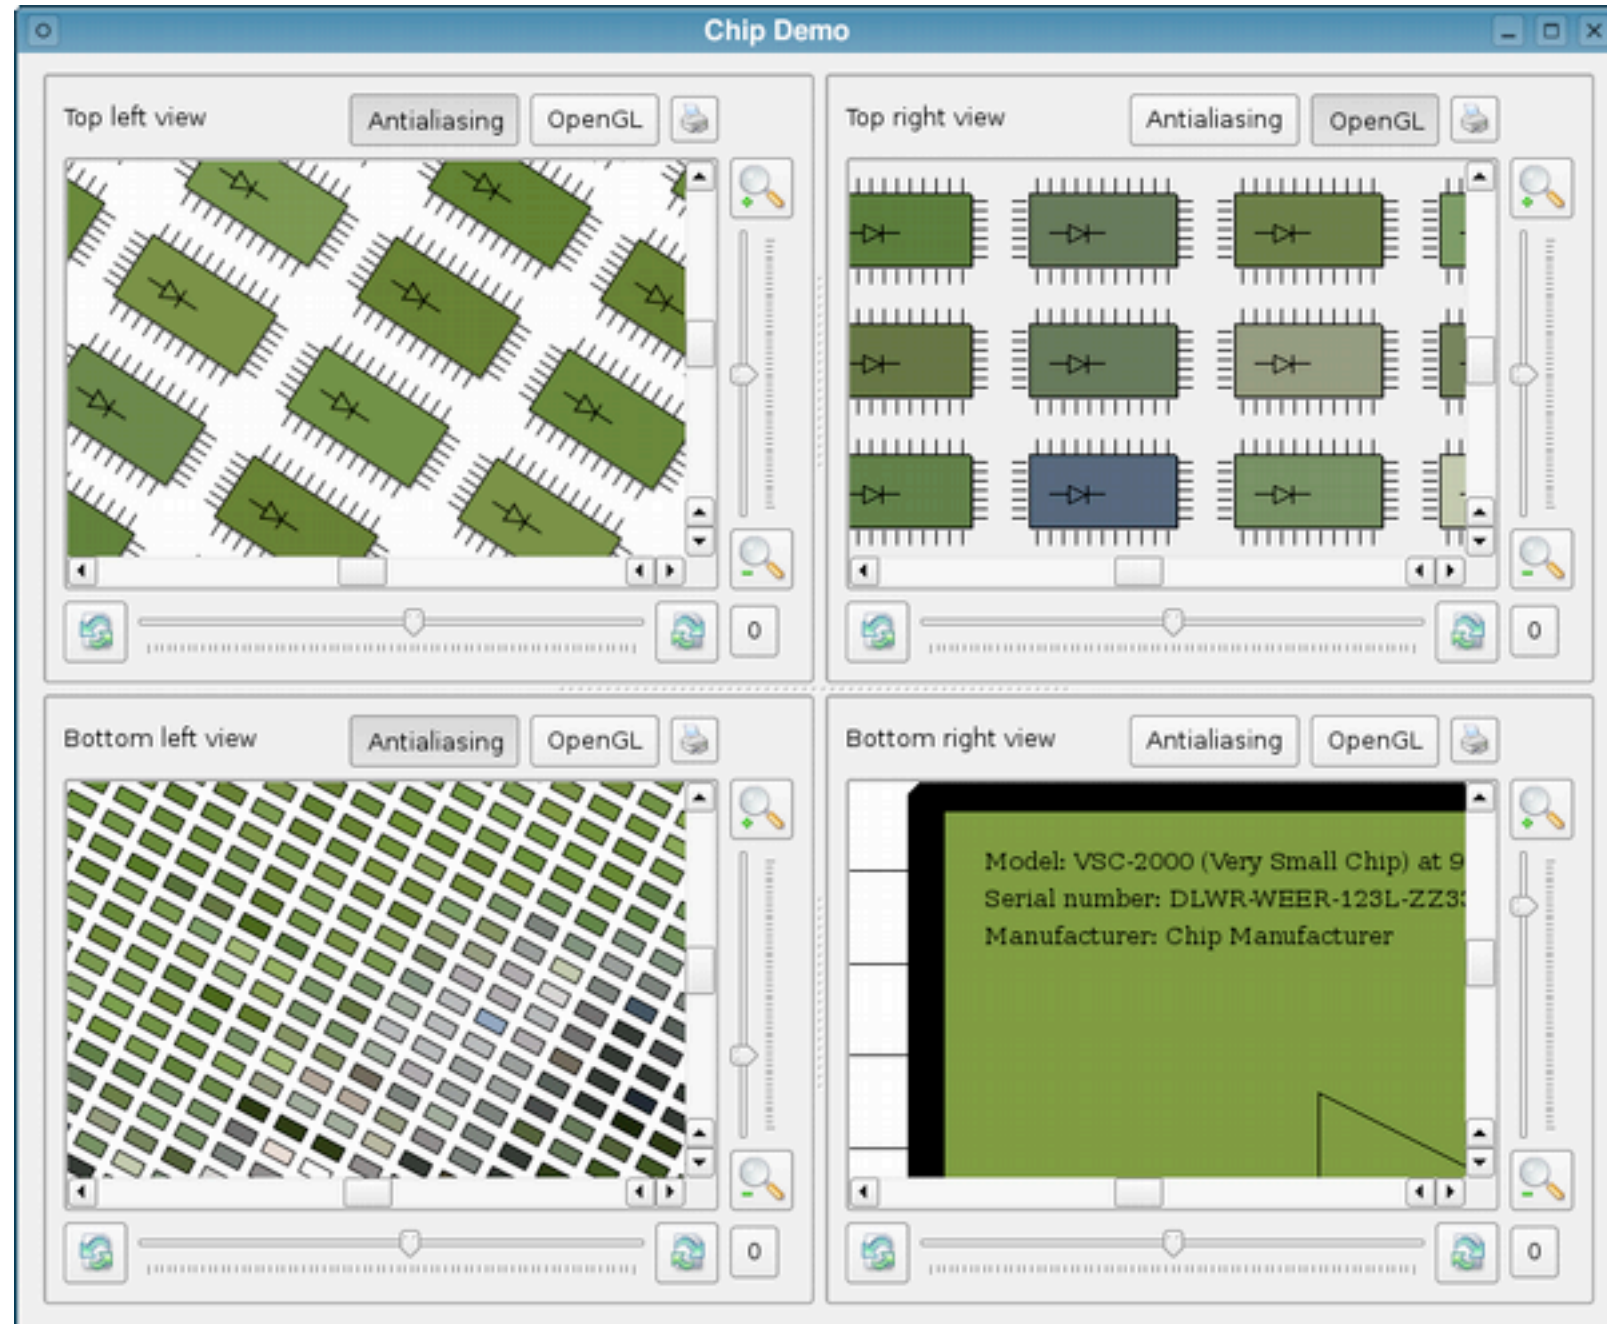 Chip Demo
Top left view Antialiasing OpenGL
0
Top right view Antialiasing OpenGL
0
Bottom left view Antialiasing OpenGL
0
Bottom right view Antialiasing OpenGL
Model: VSC-2000 (Very Small Chip) at 9
Serial number: DLWR-WEER-123L-ZZ33
Manufacturer: Chip Manufacturer
0